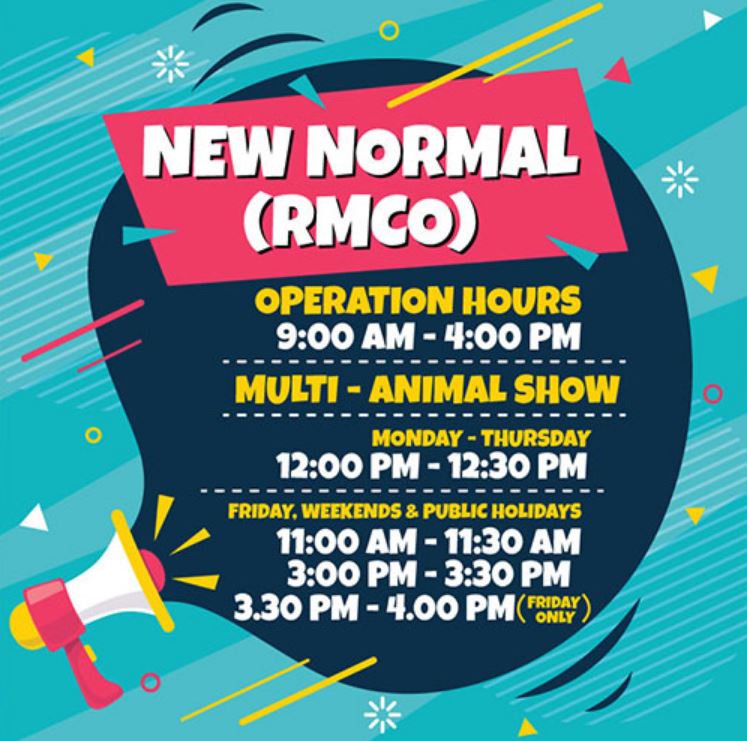 NEW NORMAL
(RMCO)
OPERATION HOURS
9:00 AM - 4:00 PM
MULTI - ANIMAL SHOW
MONDAY - THURSDAY
12:00 PM - 12:30 PM
FRIDAY, WEEKENDS & PUBLIC HOLIDAYS
11:00 AM - 11:30 AM
3:00 PM - 3:30 PM
3.30 PM - 4.00 PM (FRIDAY ONLY)